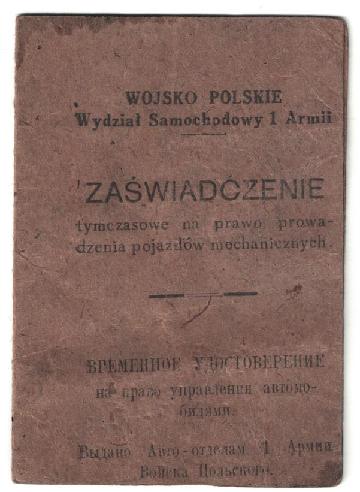 WOJSKO POLSKIE
Wydział Samochodowy 1 Armii
ZAŚWIADCZENIE
tymczasowe na prawo prowa-
dzenia pojazdów mechanicznych
ВРЕМЕННОЕ УДОСТОВЕРЕНИЕ
на право управления автомо-
билями.
Выдано Авто-отделам 1 Армии
Войска Польского.